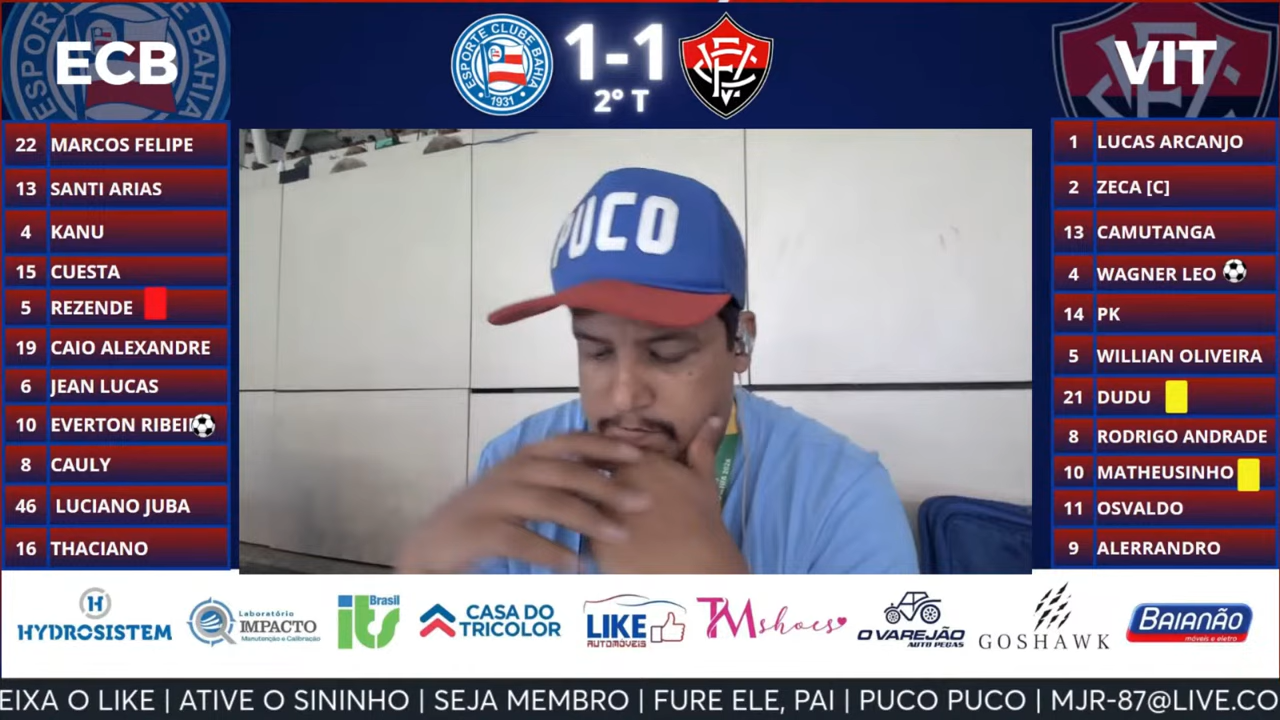 ECB
ESPORTE CLUBE BAHIA
1931
1-1
2º T
VIT
22 MARCOS FELIPE
13 SANTI ARIAS
4 KANU
15 CUESTA
5 REZENDE
19 CAIO ALEXANDRE
6 JEAN LUCAS
10 EVERTON RIBEI
8 CAULY
46 LUCIANO JUBA
16 THACIANO
PUCO
1 LUCAS ARCANJO
2 ZECA [C]
13 CAMUTANGA
4 WAGNER LEO
14 PK
5 WILLIAN OLIVEIRA
21 DUDU
8 RODRIGO ANDRADE
10 MATHEUSINHO
11 OSVALDO
9 ALERRANDRO
HYDROSISTEM
Laboratório
IMPACTO
Manutenção e Calibração
its Brasil
CASA DO
TRICOLOR
LIKE
AUTOMÓVEIS
TM shoes
O VAREJÃO
AUTO PEÇAS
GOSHAWK
BAIANÃO
móveis e eletro
EIXA O LIKE | ATIVE O SININHO | SEJA MEMBRO | FURE ELE, PAI | PUCO PUCO | MJR-87@LIVE.CO